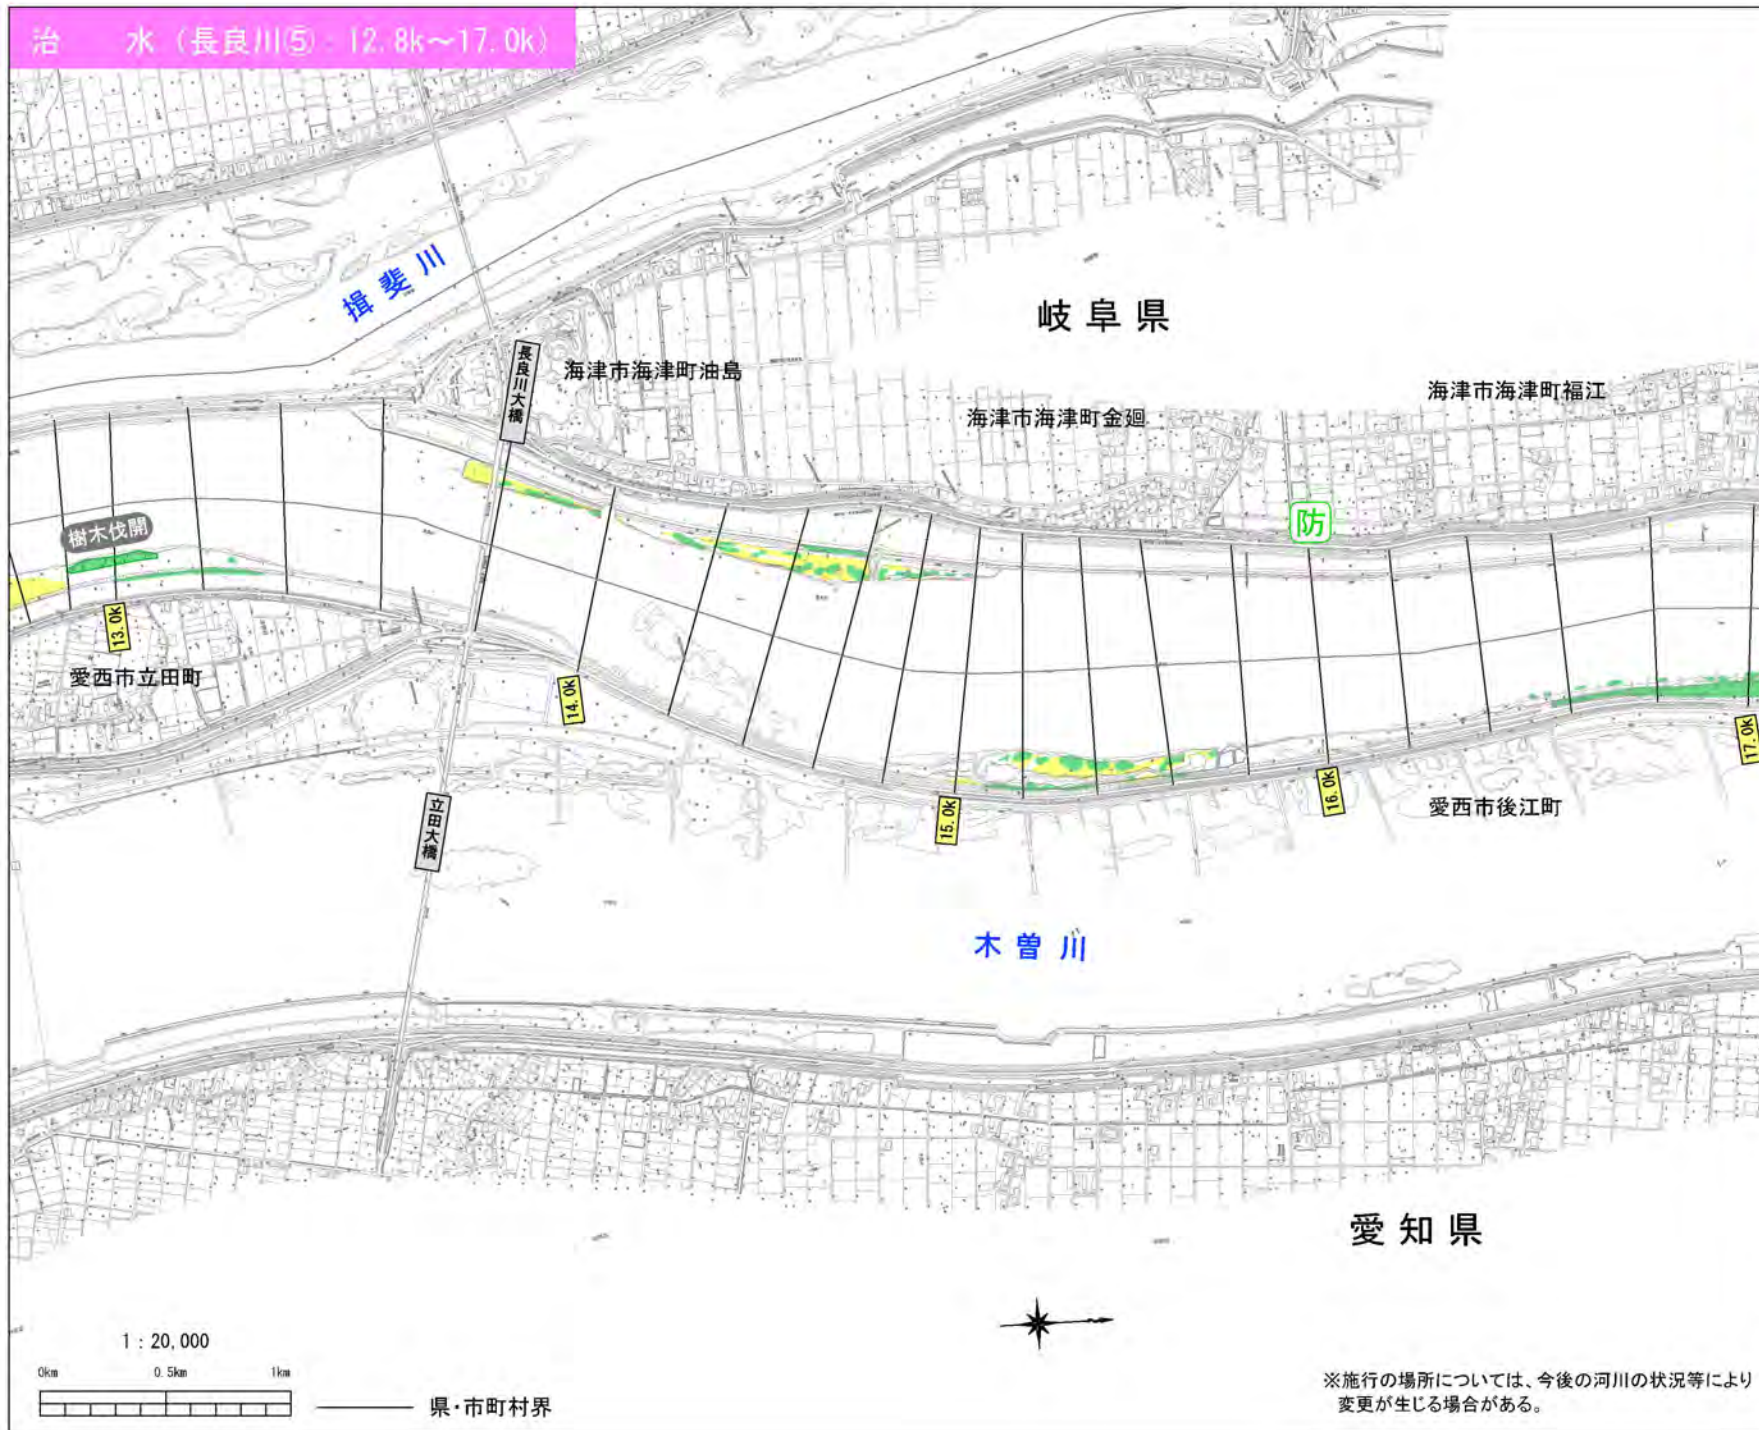 治　水（長良川⑤ 12.8k～17.0k）
揖斐川
岐阜県
長良川大橋
海津市海津町油島
海津市海津町福江
海津市海津町金廻
防
樹木伐開
13.0k
愛西市立田町
14.0k
17.0k
16.0k
15.0k
愛西市後江町
立田大橋
木曽川
愛知県
1：20,000
0km 0.5km 1km
県・市町村界
※施行の場所については、今後の河川の状況等により
変更が生じる場合がある。